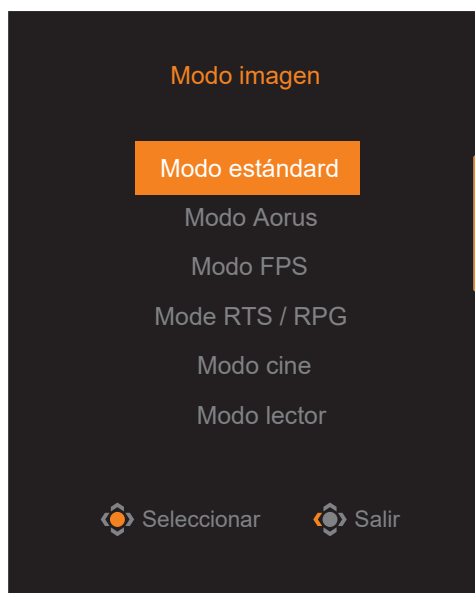 Modo imagen
Modo estándard
Modo Aorus
Modo FPS
Mode RTS / RPG
Modo cine
Modo lector
Seleccionar Salir